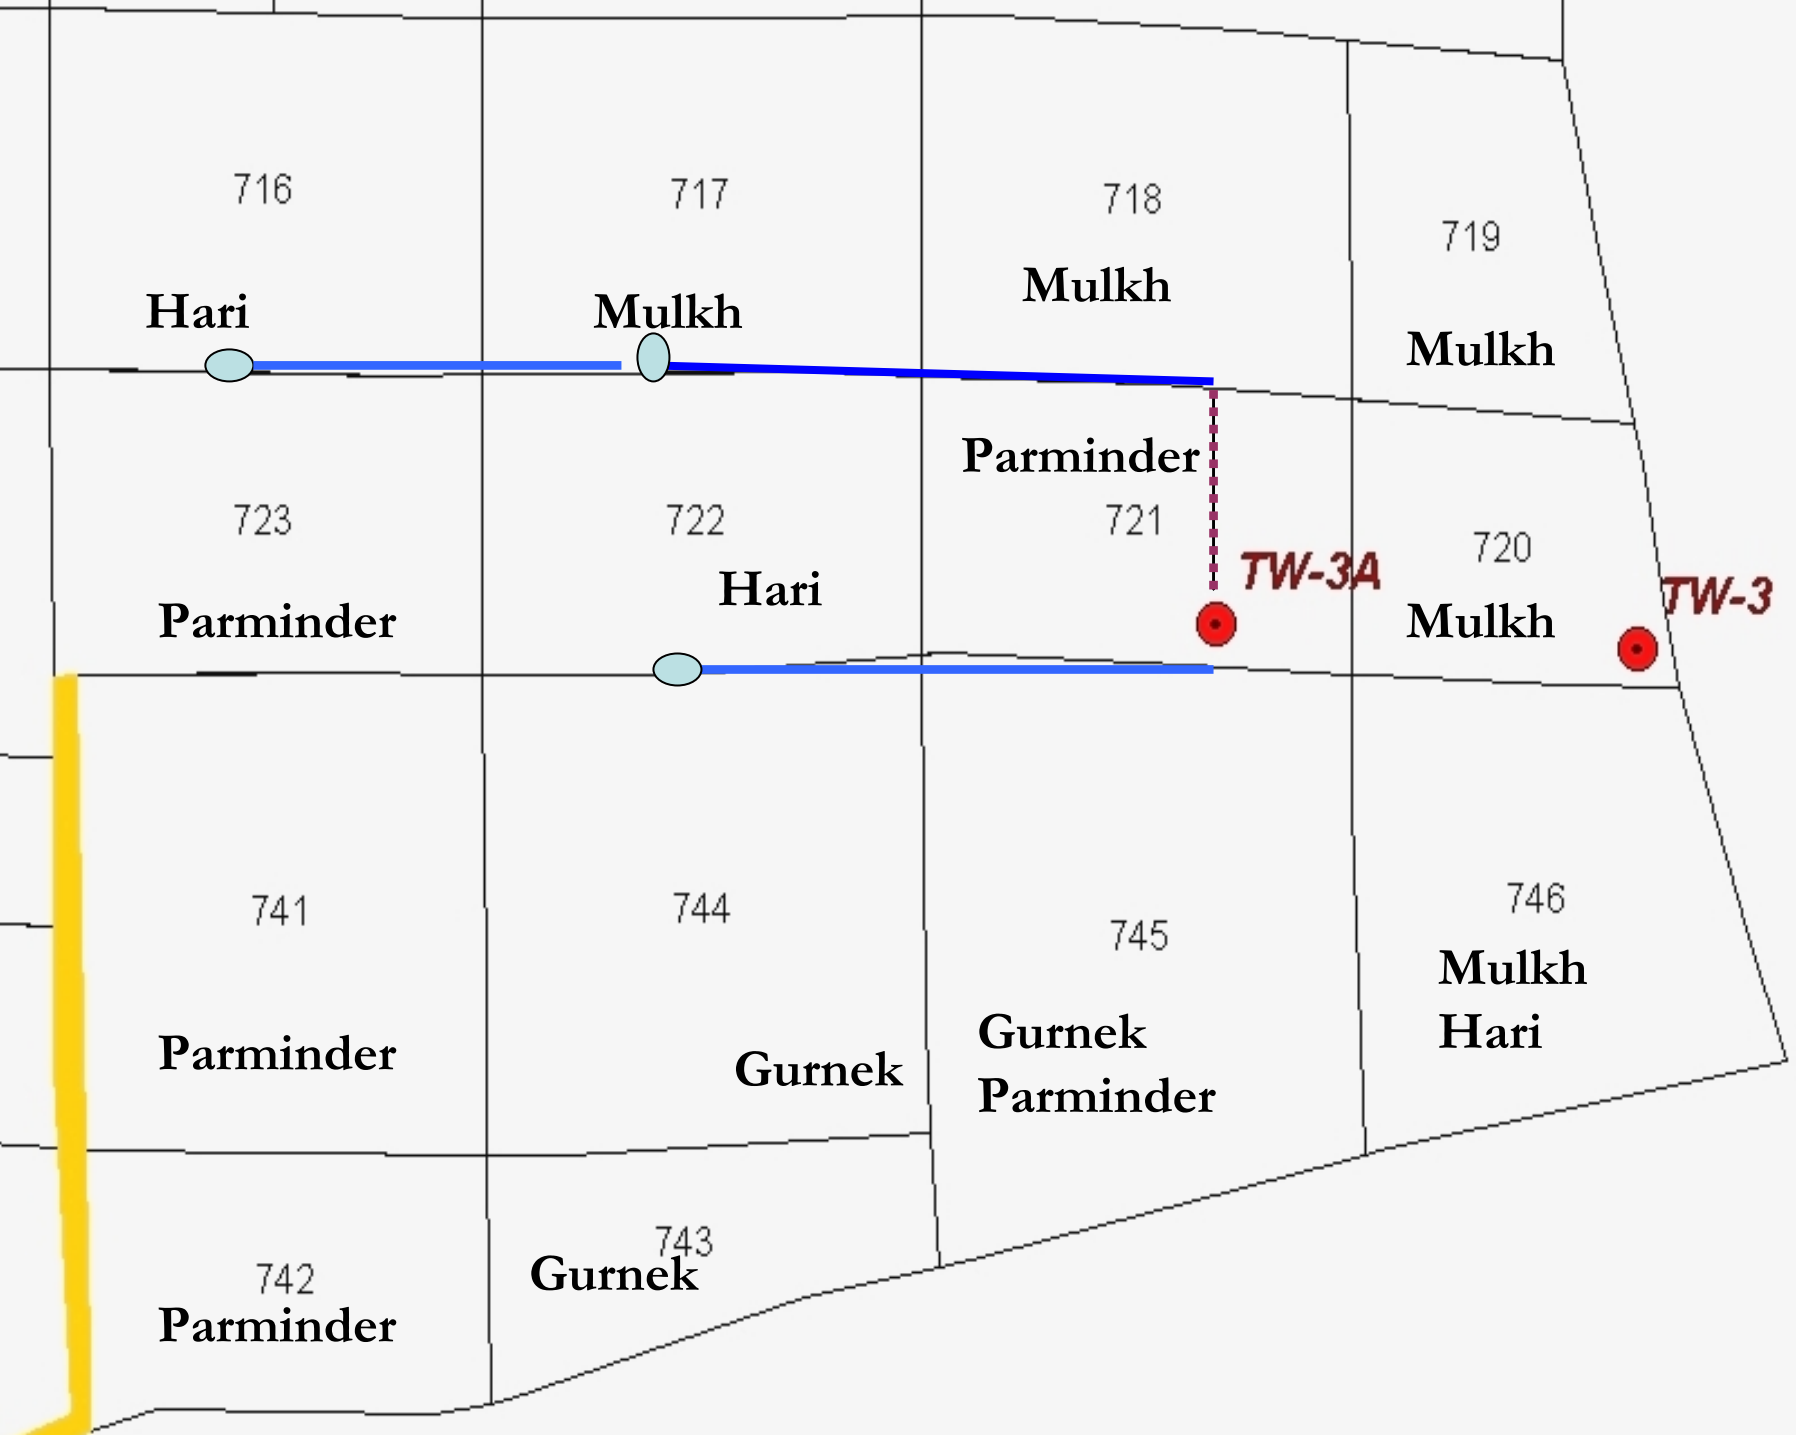 716
717
718
719
Hari
Mulkh
Mulkh
Mulkh
Parminder
723
722
721
720
Hari
TW-3A
TW-3
Parminder
Mulkh
741
744
745
746
Mulkh
Hari
Gurnek
Parminder
Parminder
Gurnek
743
Gurnek
742
Parminder